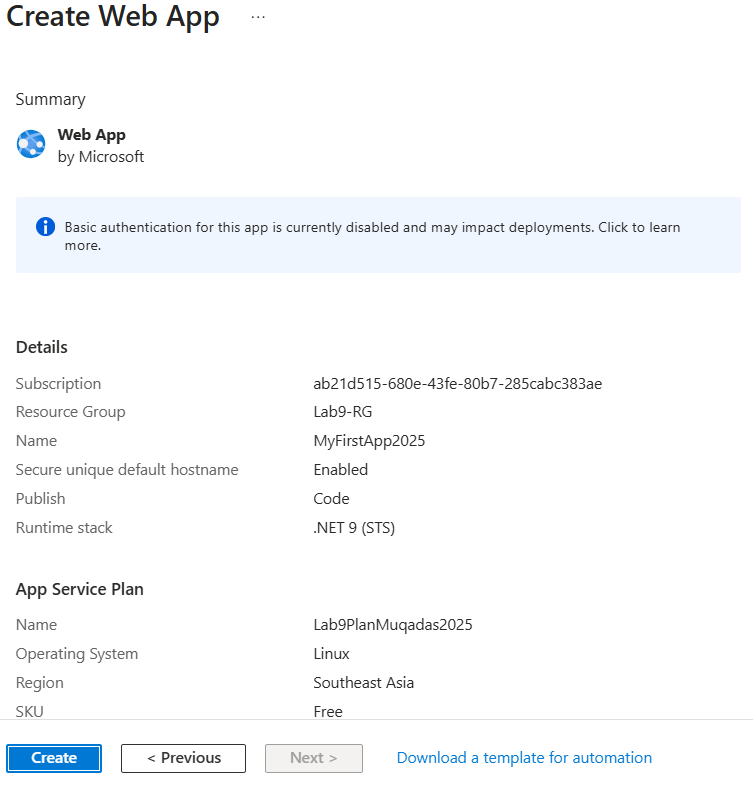 Create Web App ...
Summary
Web App
by Microsoft
Basic authentication for this app is currently disabled and may impact deployments. Click to learn
more.
Details
Subscription ab21d515-680e-43fe-80b7-285cabc383ae
Resource Group Lab9-RG
Name MyFirstApp2025
Secure unique default hostname Enabled
Publish Code
Runtime stack .NET 9 (STS)
App Service Plan
Name Lab9PlanMuqadas2025
Operating System Linux
Region Southeast Asia
SKU Free
Create < Previous Next > Download a template for automation